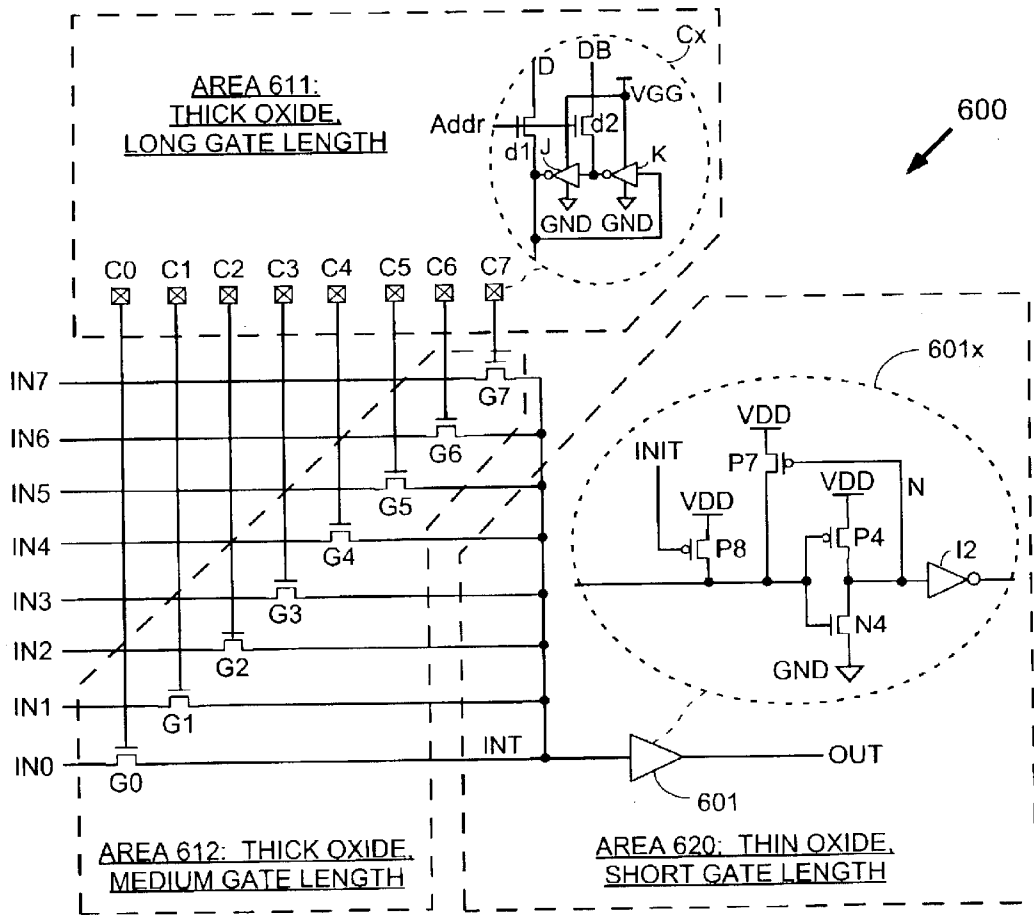 Cx
D DB
AREA 611:
THICK OXIDE,
LONG GATE LENGTH
VGG
600
Addr
d1 J d2 K
GND GND
C0 C1 C2 C3 C4 C5 C6 C7
601x
IN7 G7
IN6 G6
IN5 G5
IN4 G4
IN3 G3
IN2 G2
IN1 G1
IN0 G0
INT
VDD
INIT P7
VDD VDD N
P8 P4 I2
N4
GND
OUT
601
AREA 612: THICK OXIDE,
MEDIUM GATE LENGTH
AREA 620: THIN OXIDE,
SHORT GATE LENGTH